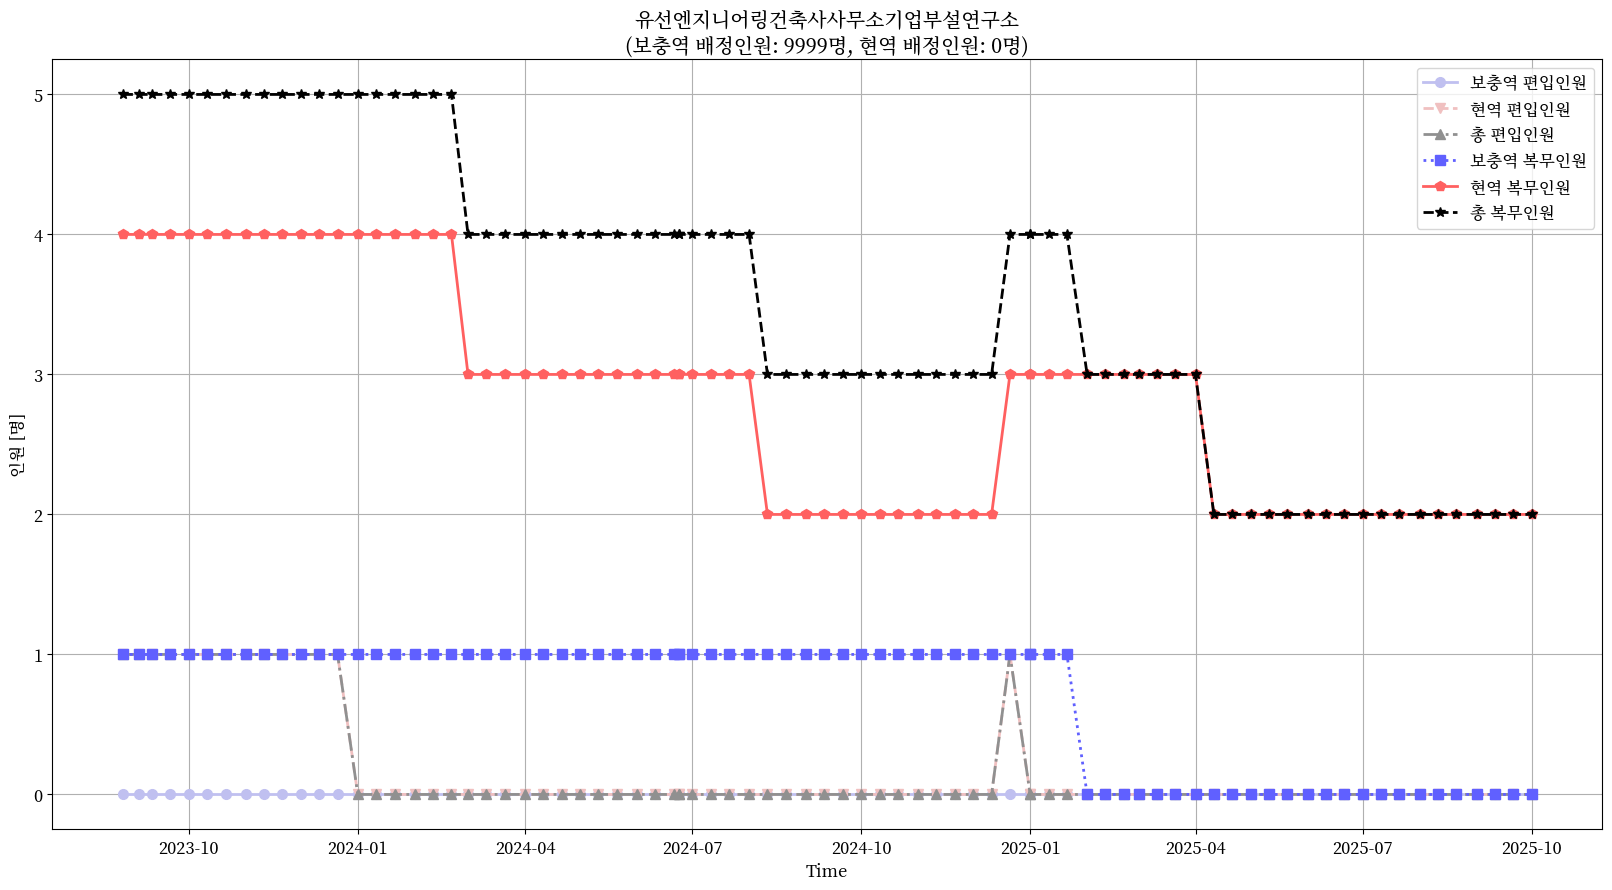 유선엔지니어링건축사사무소기업부설연구소
(보충역 배정인원: 9999명, 현역 배정인원: 0명)
보충역 편입인원
현역 편입인원
총 편입인원
보충역 복무인원
현역 복무인원
총 복무인원
인원 [명]
5
4
3
2
1
0
2023-10
2024-01
2024-04
2024-07
2024-10
2025-01
2025-04
2025-07
2025-10
Time